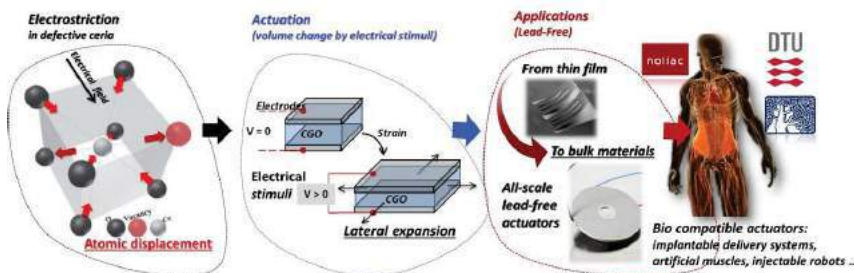 Electrostriction
in defective ceria
Electrical field
O
Vacancy
Ce
Atomic displacement
Actuation
(volume change by electrical stimuli)
Electrodes
V = 0
CGO
Strain
Electrical
stimuli
V > 0
CGO
Lateral expansion
Applications
(Lead-Free)
From thin film
To bulk materials
All-scale
lead-free
actuators
noliac
DTU
Bio compatible actuators:
implantable delivery systems,
artificial muscles, injectable robots ...